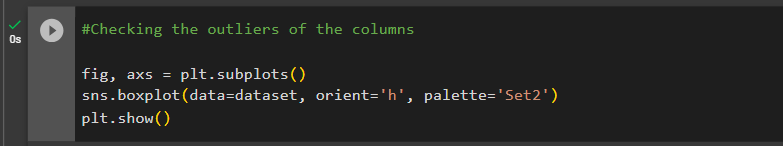 #Checking the outliers of the columns
0s
fig, axs = plt.subplots()
sns.boxplot(data=dataset, orient='h', palette='Set2')
plt.show()